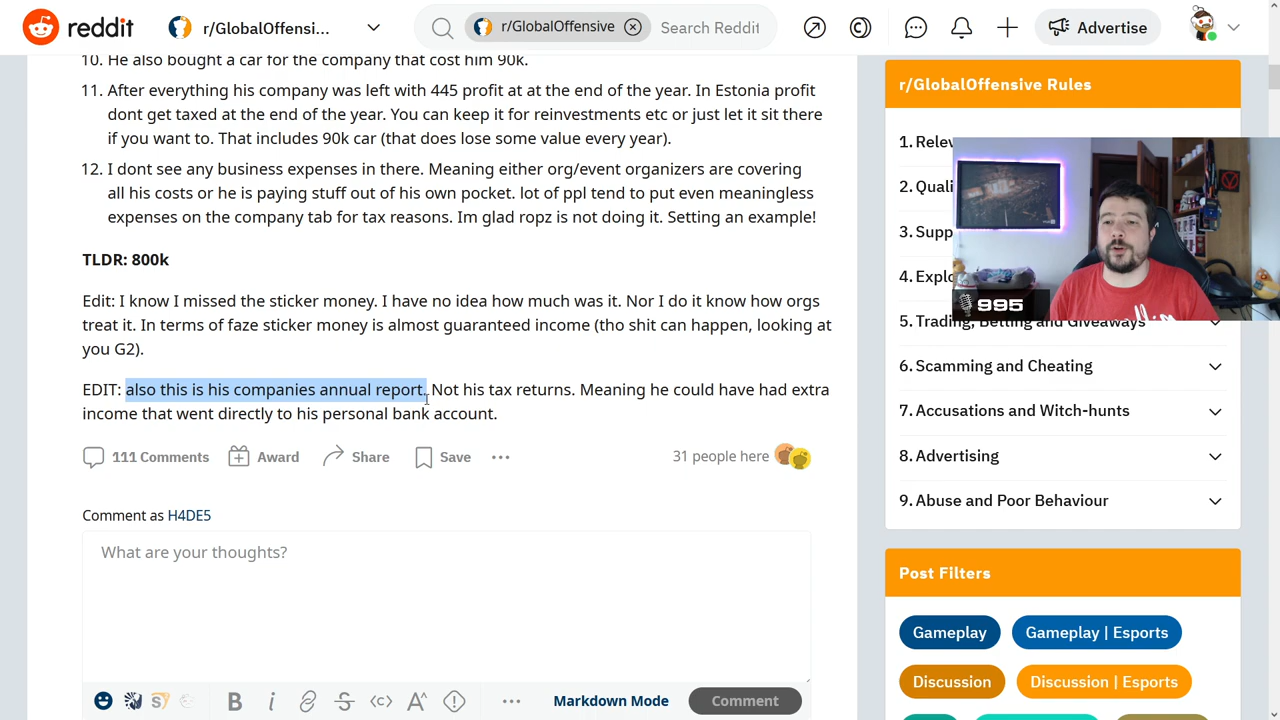 reddit
r/GlobalOffensi...
r/GlobalOffensive
Search Reddit
Advertise
10. He also bought a car for the company that cost him 90k.
11. After everything his company was left with 445 profit at at the end of the year. In Estonia profit
dont get taxed at the end of the year. You can keep it for reinvestments etc or just let it sit there
if you want to. That includes 90k car (that does lose some value every year).
12. I dont see any business expenses in there. Meaning either org/event organizers are covering
all his costs or he is paying stuff out of his own pocket. lot of ppl tend to put even meaningless
expenses on the company tab for tax reasons. Im glad ropz is not doing it. Setting an example!
TLDR: 800k
Edit: I know I missed the sticker money. I have no idea how much was it. Nor I do it know how orgs
treat it. In terms of faze sticker money is almost guaranteed income (tho shit can happen, looking at
you G2).
EDIT: also this is his companies annual report. Not his tax returns. Meaning he could have had extra
income that went directly to his personal bank account.
111 Comments
Award
Share
Save
31 people here
Comment as H4DE5
What are your thoughts?
Markdown Mode
Comment
r/GlobalOffensive Rules
1. Relev
2. Quali
3. Supp
4. Explo
995
5. Trading, Betting and Giveaways
6. Scamming and Cheating
7. Accusations and Witch-hunts
8. Advertising
9. Abuse and Poor Behaviour
Post Filters
Gameplay
Gameplay | Esports
Discussion
Discussion | Esports